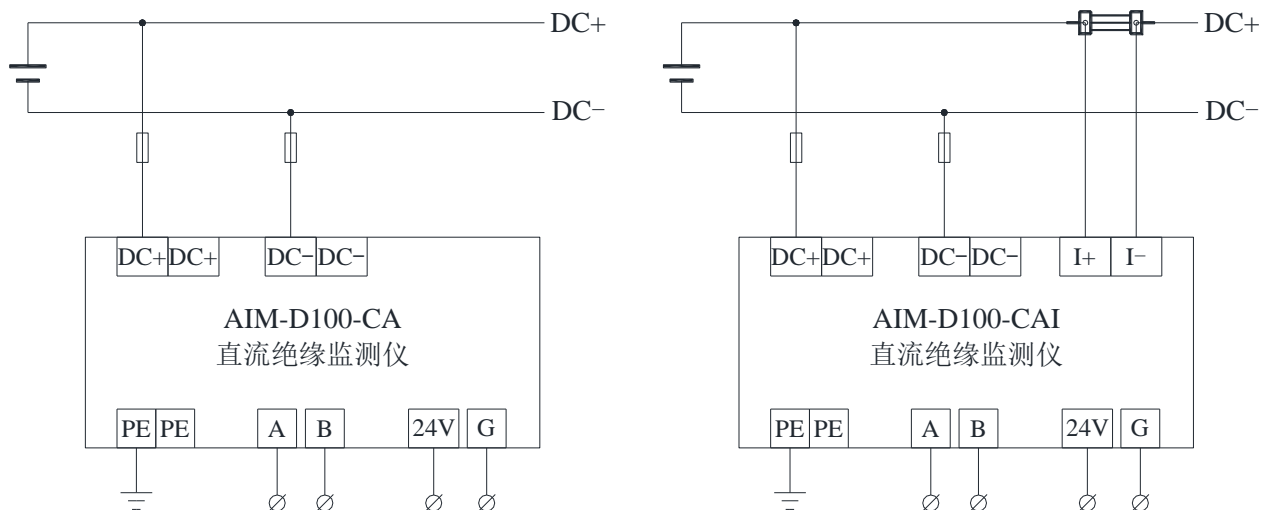 DC+
DC−
DC+ DC+ DC− DC−
AIM-D100-CA
直流绝缘监测仪
PE PE A B 24V G
DC+
DC−
DC+ DC+ DC− DC− I+ I−
AIM-D100-CAI
直流绝缘监测仪
PE PE A B 24V G